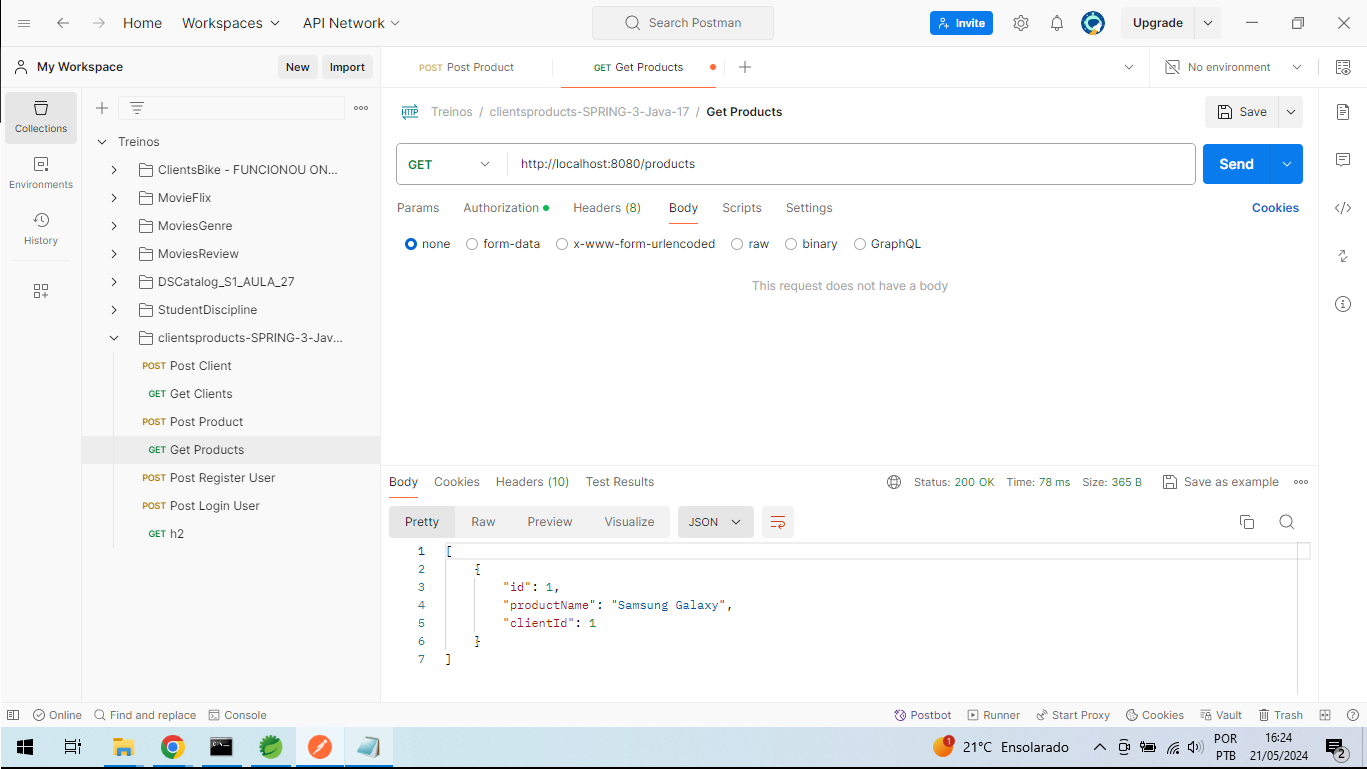 Home Workspaces API Network Search Postman Invite Upgrade
My Workspace New Import POST Post Product GET Get Products No environment
Collections
Environments
History
Treinos
ClientsBike - FUNCIONOU ON...
MovieFlix
MoviesGenre
MoviesReview
DSCatalog_S1_AULA_27
StudentDiscipline
clientsproducts-SPRING-3-Jav...
POST Post Client
GET Get Clients
POST Post Product
GET Get Products
POST Post Register User
POST Post Login User
GET h2
HTTP Treinos / clientsproducts-SPRING-3-Java-17 / Get Products Save
GET http://localhost:8080/products Send
Params Authorization Headers (8) Body Scripts Settings Cookies
none form-data x-www-form-urlencoded raw binary GraphQL
This request does not have a body
Body Cookies Headers (10) Test Results Status: 200 OK Time: 78 ms Size: 365 B Save as example
Pretty Raw Preview Visualize JSON
1 [
2 {
3 "id": 1,
4 "productName": "Samsung Galaxy",
5 "clientId": 1
6 }
7 ]
Online Find and replace Console Postbot Runner Start Proxy Cookies Vault Trash
1 21°C Ensolarado POR 16:24
PTB 21/05/2024 2